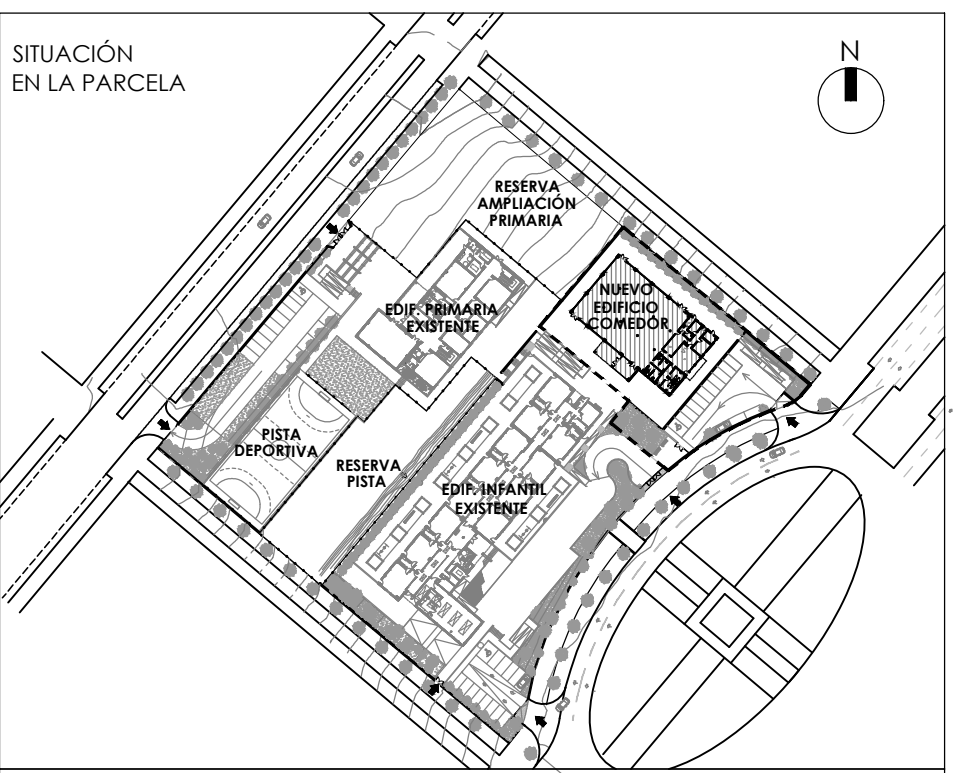 SITUACIÓN
EN LA PARCELA
N
RESERVA
AMPLIACIÓN
PRIMARIA
NUEVO
EDIFICIO
COMEDOR
EDIF. PRIMARIA
EXISTENTE
PISTA
DEPORTIVA
RESERVA
PISTA
EDIF. INFANTIL
EXISTENTE